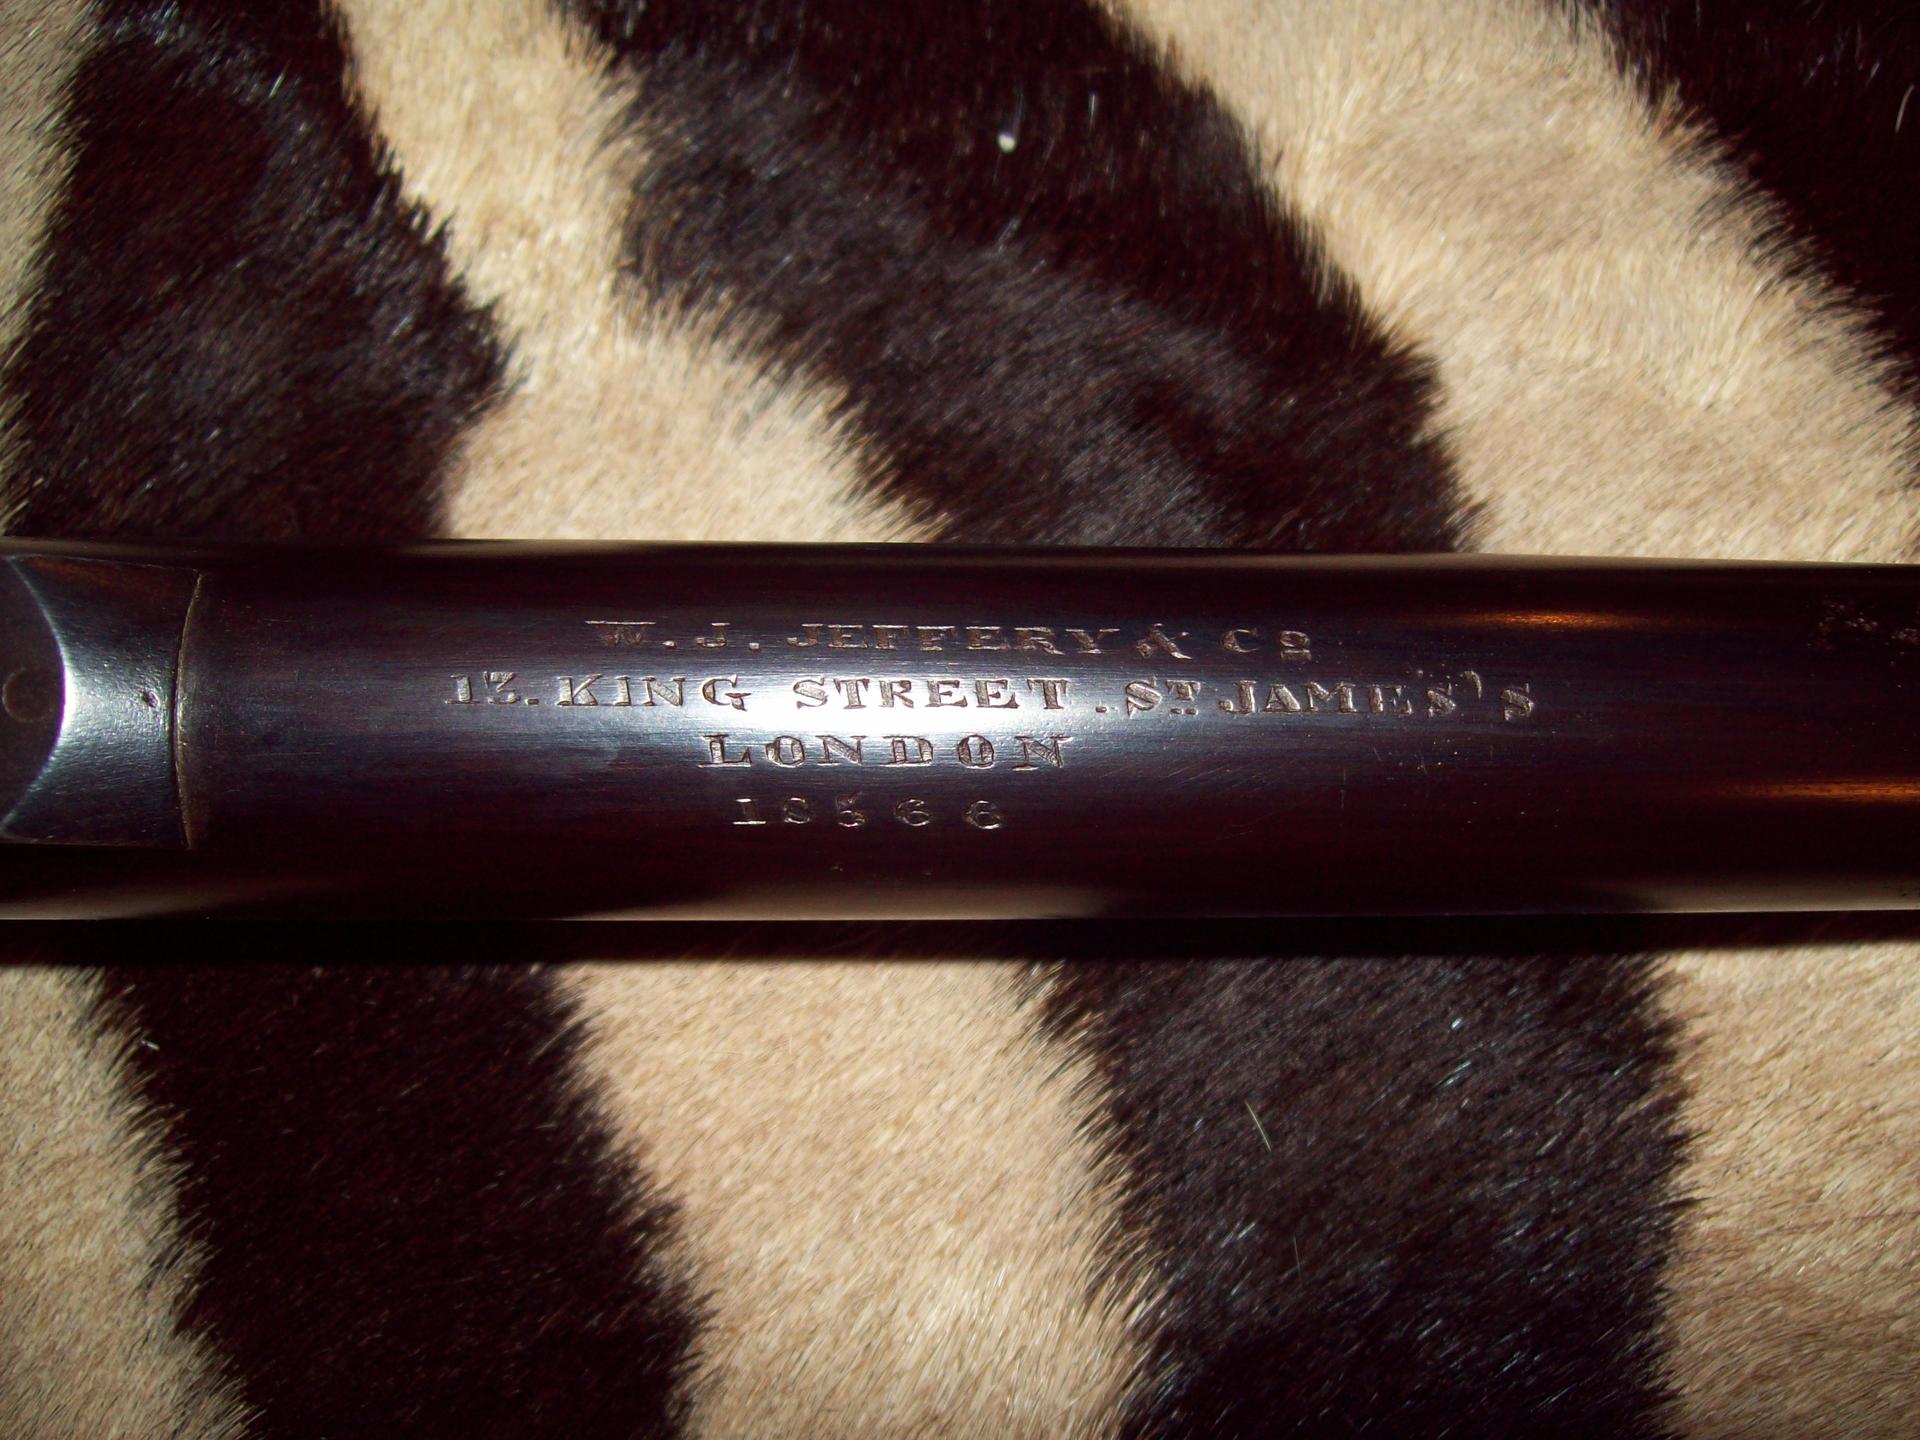 W.J. JEFFERY & Co
13. KING STREET. ST. JAMES'S
LONDON
18566